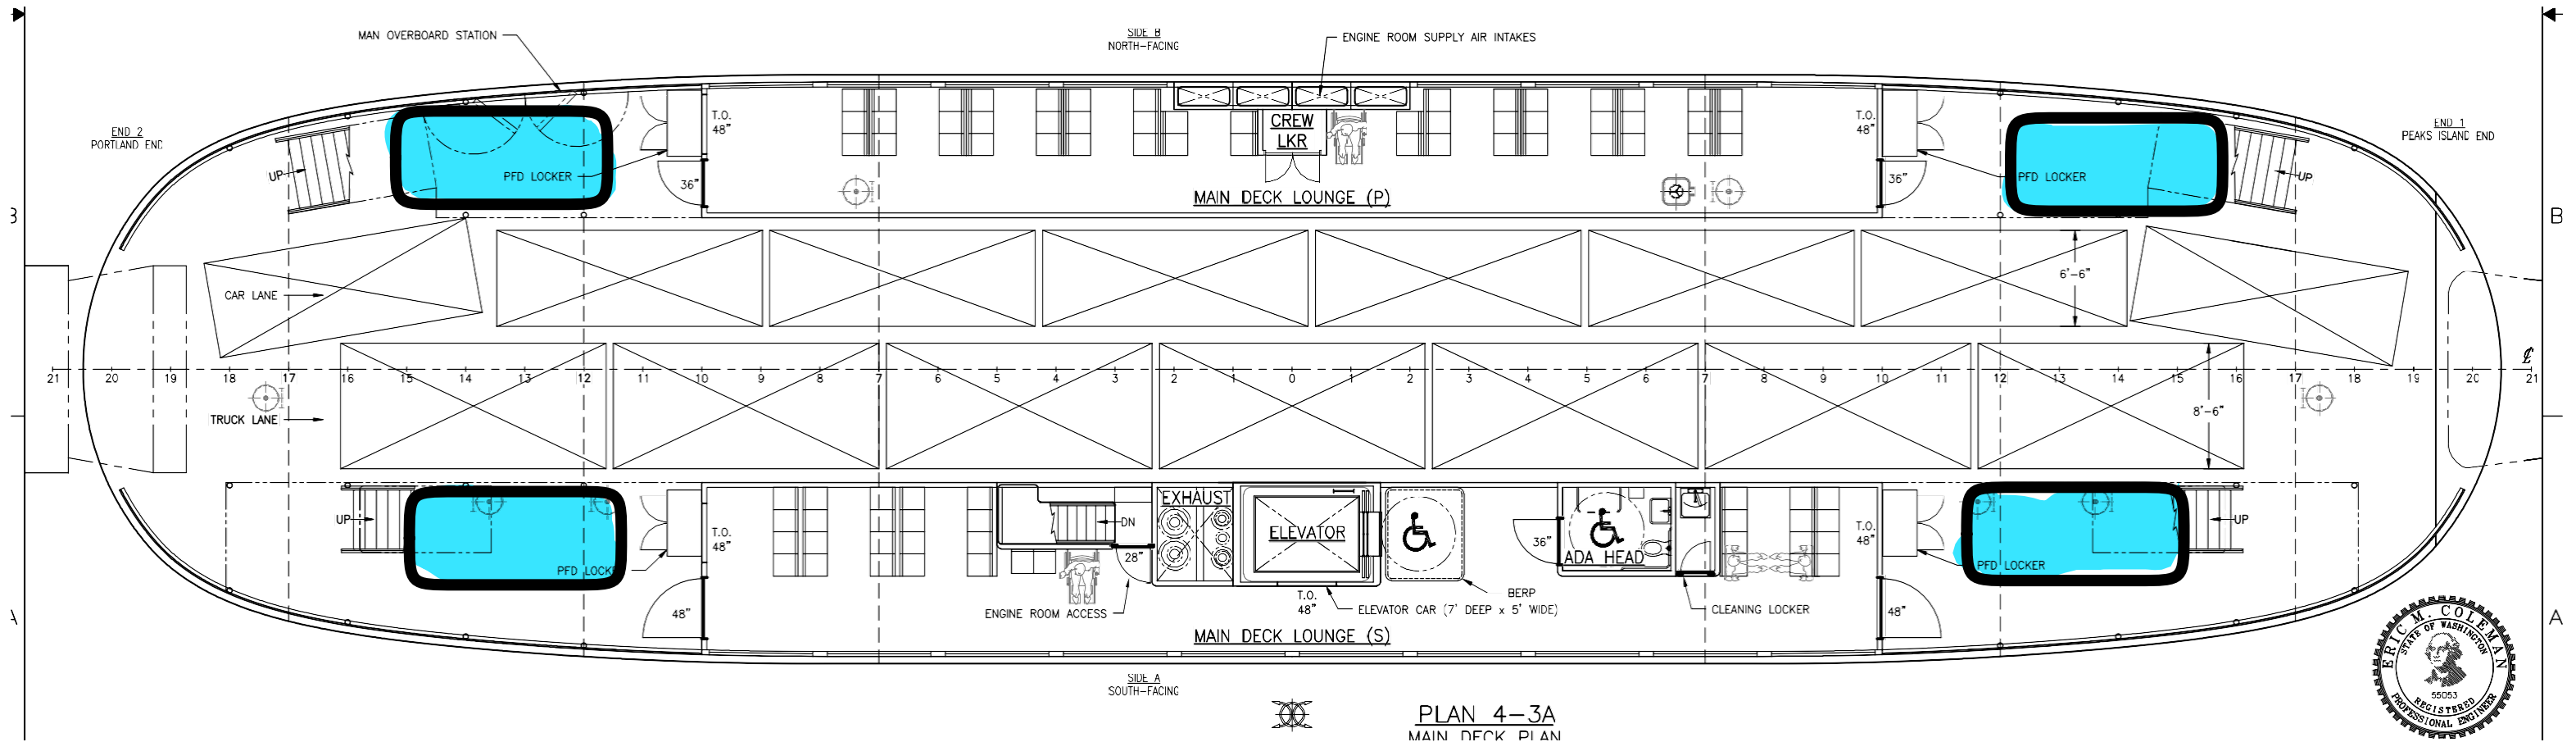 MAN OVERBOARD STATION
SIDE B
NORTH-FACING
ENGINE ROOM SUPPLY AIR INTAKES
END 2
PORTLAND END
END 1
PEAKS ISLAND END
T.O.
48"
CREW
LKR
T.O.
48"
UP
PFD LOCKER
36"
MAIN DECK LOUNGE (P)
36"
PFD LOCKER
UP
B
B
CAR LANE
6'-6"
21 20 19 18 17 16 15 14 13 12 11 10 9 8 7 6 5 4 3 2 1 0 1 2 3 4 5 6 7 8 9 10 11 12 13 14 15 16 17 18 19 20 21
TRUCK LANE
8'-6"
UP
T.O.
48"
EXHAUST
DN
ELEVATOR
28"
36"
ADA HEAD
T.O.
48"
UP
PFD
PFD LOCKER
48"
ENGINE ROOM ACCESS
T.O.
48"
BERP
ELEVATOR CAR (7' DEEP x 5' WIDE)
CLEANING LOCKER
48"
MAIN DECK LOUNGE (S)
A
A
SIDE A
SOUTH-FACING
PLAN 4-3A
MAIN DECK PLAN
ERIC M. COLEMAN
STATE OF WASHINGTON
55053
REGISTERED
PROFESSIONAL ENGINEER